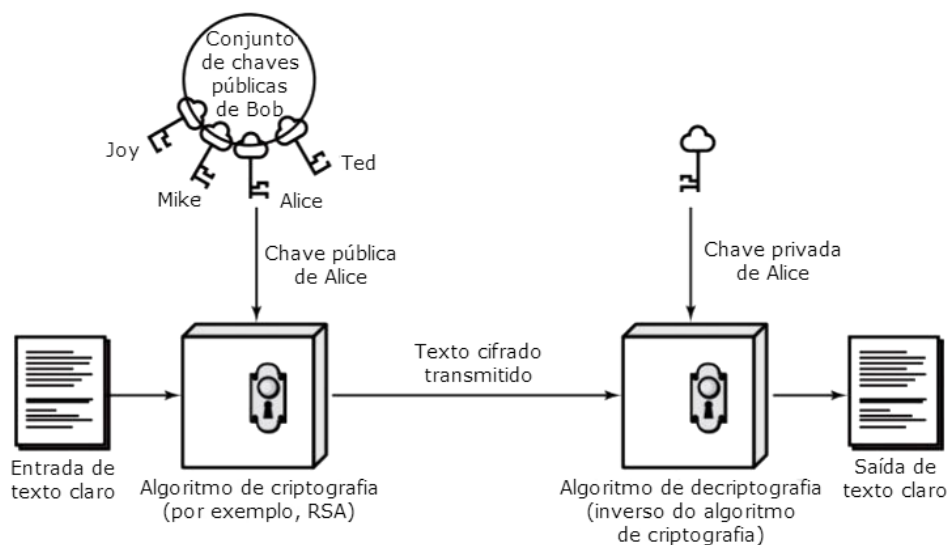 Conjunto
de chaves
públicas
de Bob
Joy
Mike
Alice
Ted
Chave pública
de Alice
Chave privada
de Alice
Texto cifrado
transmitido
Entrada de
texto claro
Algoritmo de criptografia
(por exemplo, RSA)
Algoritmo de decriptografia
(inverso do algoritmo
de criptografia)
Saída de
texto claro